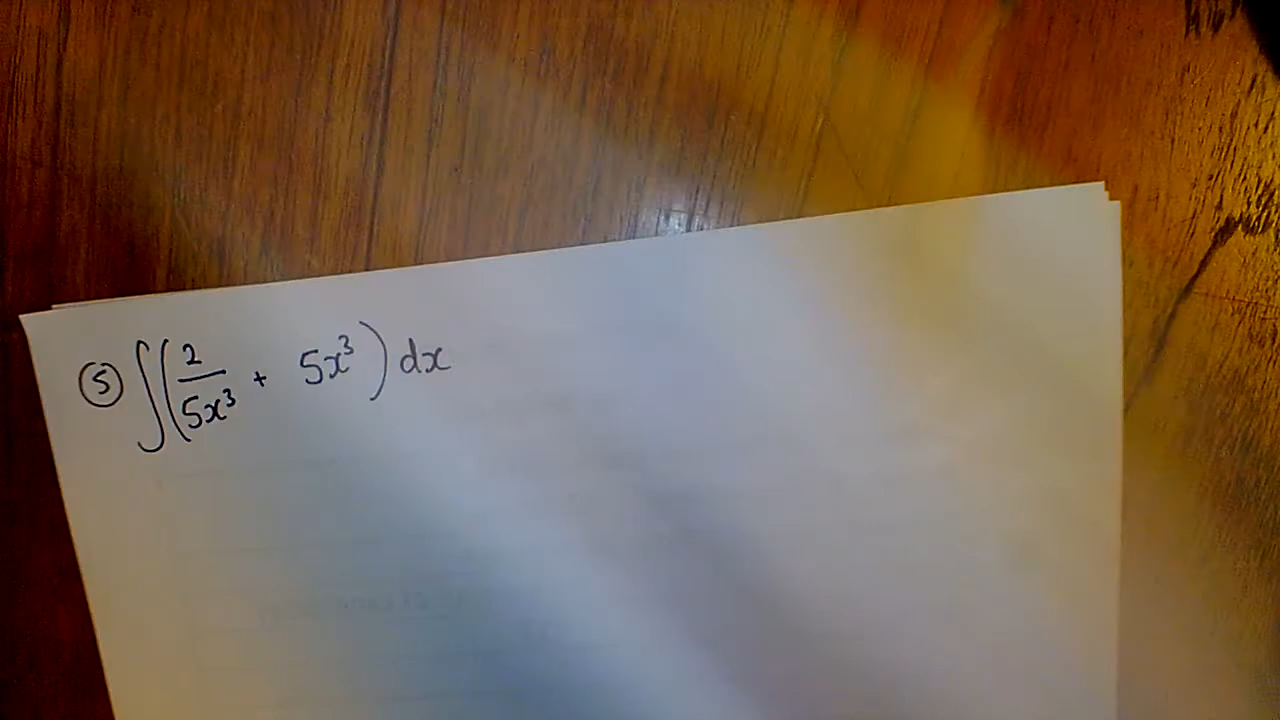 ⑤ ∫(2/5x³ + 5x³) dx